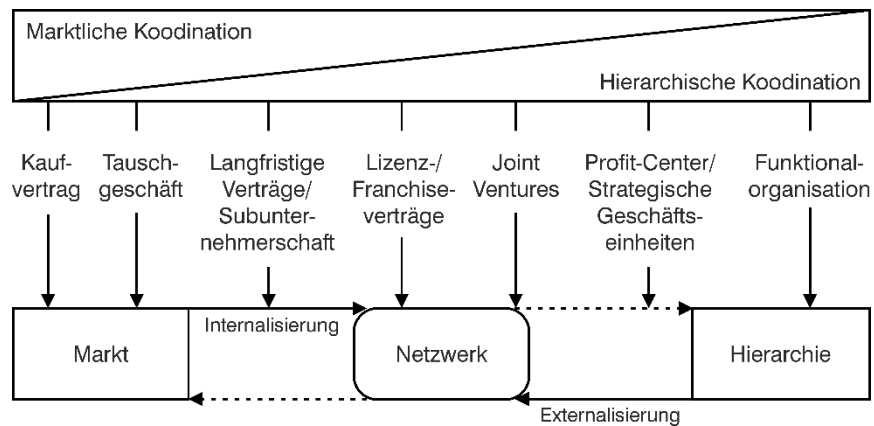 Marktliche Koodination
Hierarchische Koodination
Kauf-
vertrag
Tausch-
geschäft
Langfristige
Verträge/
Subunter-
nehmerschaft
Lizenz-/
Franchise-
verträge
Joint
Ventures
Profit-Center/
Strategische
Geschäfts-
einheiten
Funktional-
organisation
Internalisierung
Markt
Netzwerk
Hierarchie
Externalisierung